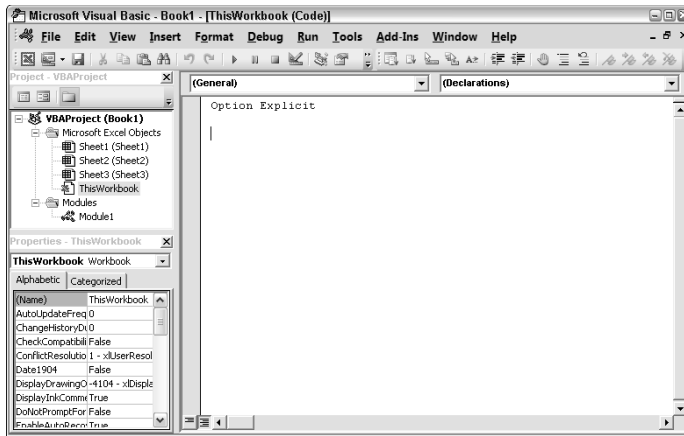 Microsoft Visual Basic - Book1 - [ThisWorkbook (Code)]
File Edit View Insert Format Debug Run Tools Add-Ins Window Help
Project - VBAProject
(General) (Declarations)
Option Explicit
VBAProject (Book1)
Microsoft Excel Objects
Sheet1 (Sheet1)
Sheet2 (Sheet2)
Sheet3 (Sheet3)
ThisWorkbook
Modules
Module1
Properties - ThisWorkbook
ThisWorkbook Workbook
Alphabetic Categorized
(Name) ThisWorkbook
AutoUpdateFreq 0
ChangeHistoryDu 0
CheckCompatibili False
ConflictResolutio 1 - xlUserResol
Date1904 False
DisplayDrawingO -4104 - xlDispla
DisplayInkComme True
DoNotPromptFor False
EnableAutoReco True